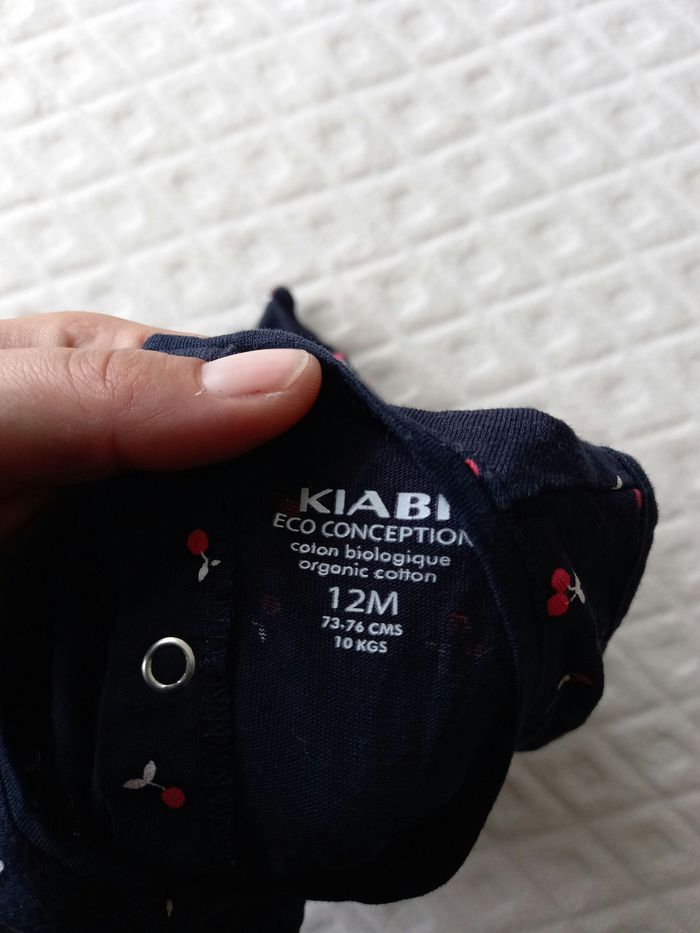 KIABI
ECO CONCEPTION
coton biologique
organic cotton
12M
73-76 CMS
10 KGS